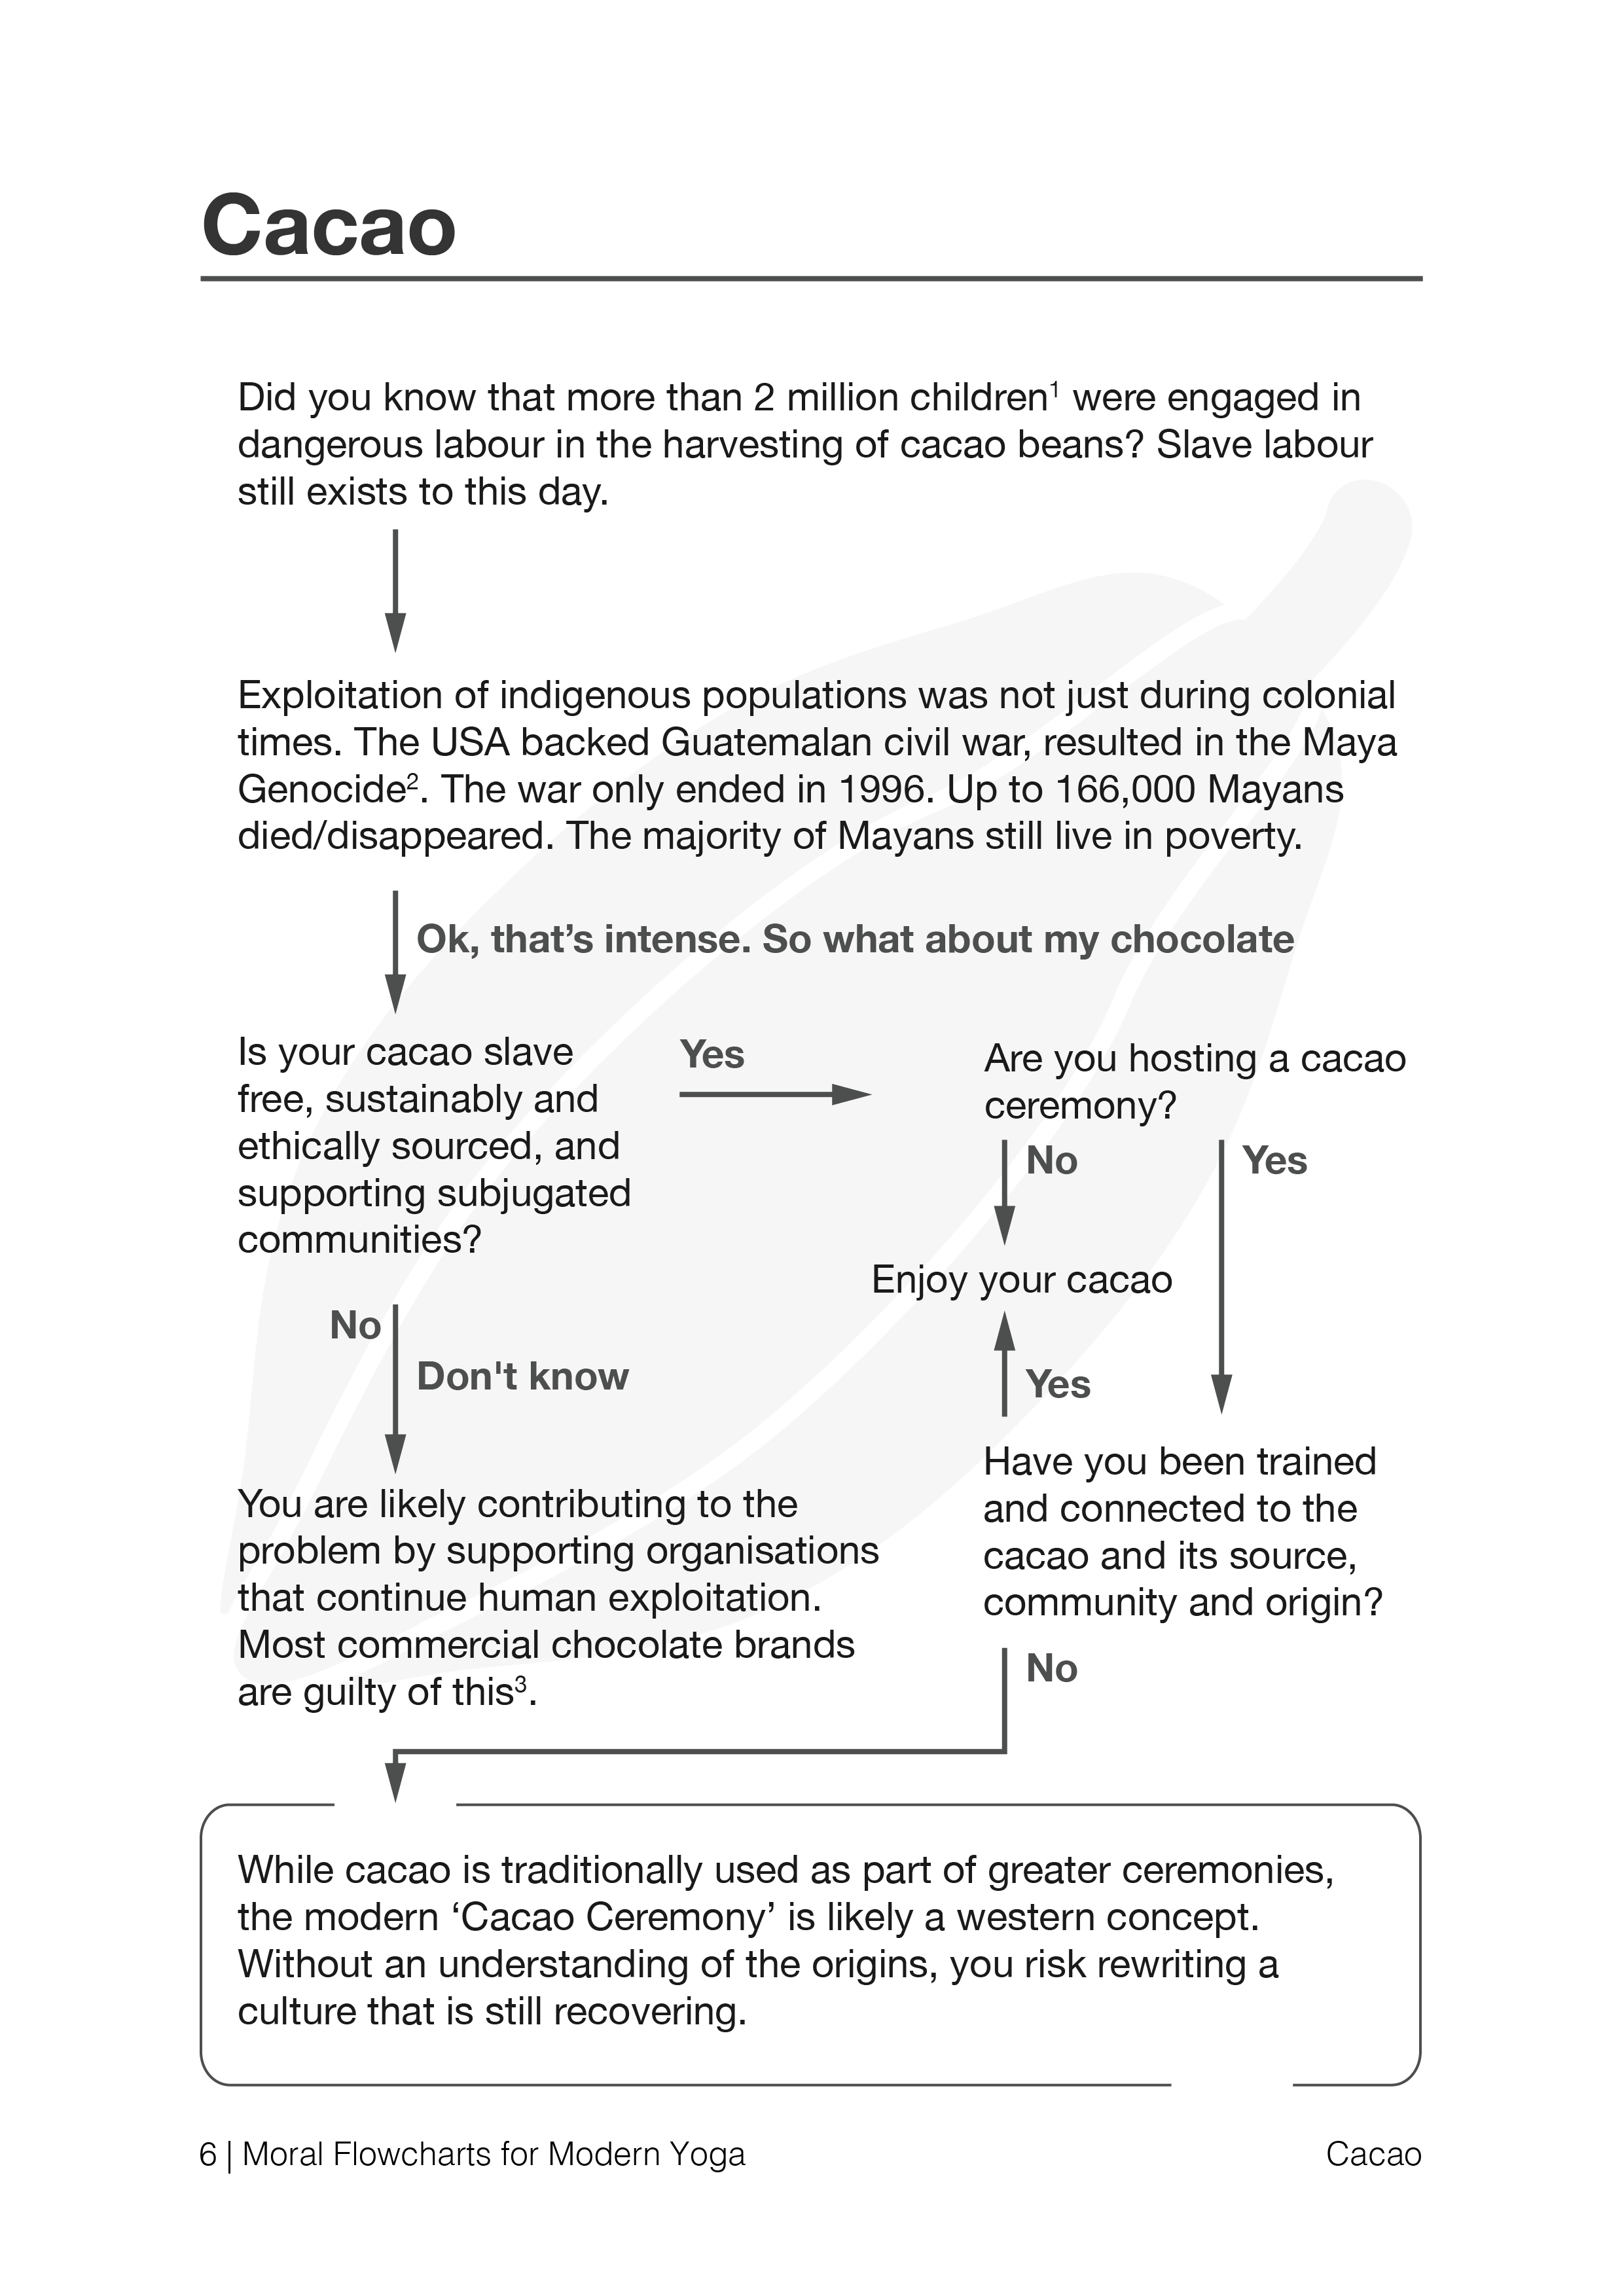 Cacao
Did you know that more than 2 million children¹ were engaged in
dangerous labour in the harvesting of cacao beans? Slave labour
still exists to this day.
Exploitation of indigenous populations was not just during colonial
times. The USA backed Guatemalan civil war, resulted in the Maya
Genocide². The war only ended in 1996. Up to 166,000 Mayans
died/disappeared. The majority of Mayans still live in poverty.
Ok, that’s intense. So what about my chocolate
Is your cacao slave
free, sustainably and
ethically sourced, and
supporting subjugated
communities?
Yes
Are you hosting a cacao
ceremony?
No
Yes
Enjoy your cacao
No
Don't know
Yes
You are likely contributing to the
problem by supporting organisations
that continue human exploitation.
Most commercial chocolate brands
are guilty of this³.
Have you been trained
and connected to the
cacao and its source,
community and origin?
No
While cacao is traditionally used as part of greater ceremonies,
the modern ‘Cacao Ceremony’ is likely a western concept.
Without an understanding of the origins, you risk rewriting a
culture that is still recovering.
6 | Moral Flowcharts for Modern Yoga
Cacao